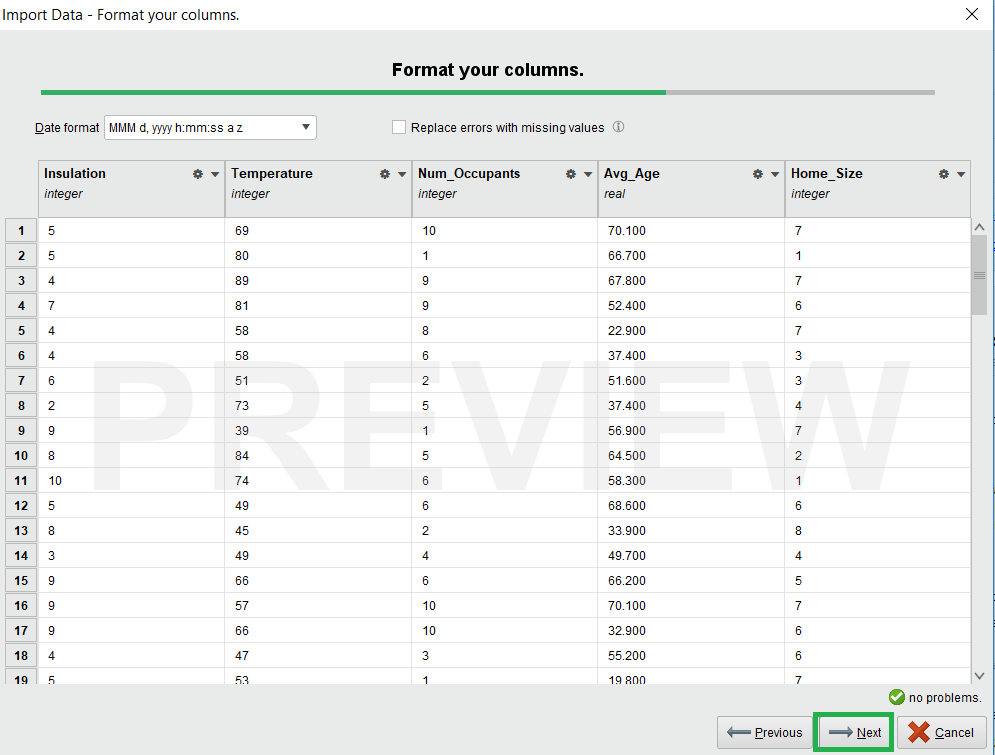 Import Data - Format your columns.
Format your columns.
Date format MMM d, yyyy h:mm:ss a z Replace errors with missing values
Insulation Temperature Num_Occupants Avg_Age Home_Size
integer integer integer real integer
1 5 69 10 70.100 7
2 5 80 1 66.700 1
3 4 89 9 67.800 7
4 7 81 9 52.400 6
5 4 58 8 22.900 7
6 4 58 6 37.400 3
7 6 51 2 51.600 3
8 2 73 5 37.400 4
9 9 39 1 56.900 7
10 8 84 5 64.500 2
11 10 74 6 58.300 1
12 5 49 6 68.600 6
13 8 45 2 33.900 8
14 3 49 4 49.700 4
15 9 66 6 66.200 5
16 9 57 10 70.100 7
17 9 66 10 32.900 6
18 4 47 3 55.200 6
19 5 53 1 19.800 7
PREVIEW
no problems.
Previous Next Cancel